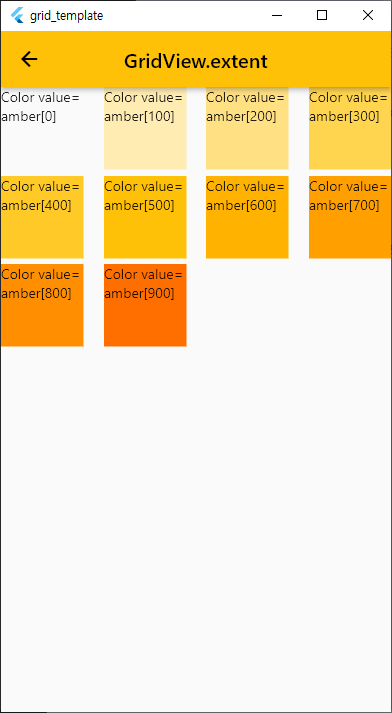 grid_template
GridView.extent
Color value=
amber[0]
Color value=
amber[100]
Color value=
amber[200]
Color value=
amber[300]
Color value=
amber[400]
Color value=
amber[500]
Color value=
amber[600]
Color value=
amber[700]
Color value=
amber[800]
Color value=
amber[900]